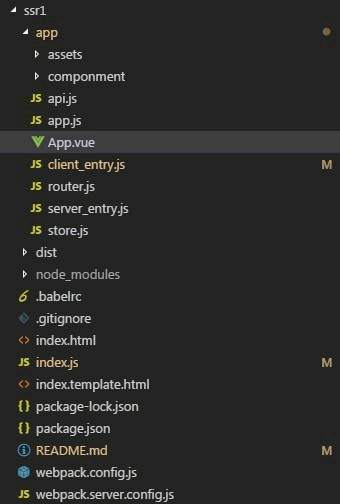 ssr1
app
assets
componment
JS api.js
JS app.js
App.vue
JS client_entry.js M
JS router.js
JS server_entry.js
JS store.js
dist
node_modules
.babelrc
.gitignore
<> index.html
JS index.js M
<> index.template.html
{} package-lock.json
{} package.json
README.md M
webpack.config.js
webpack.server.config.js